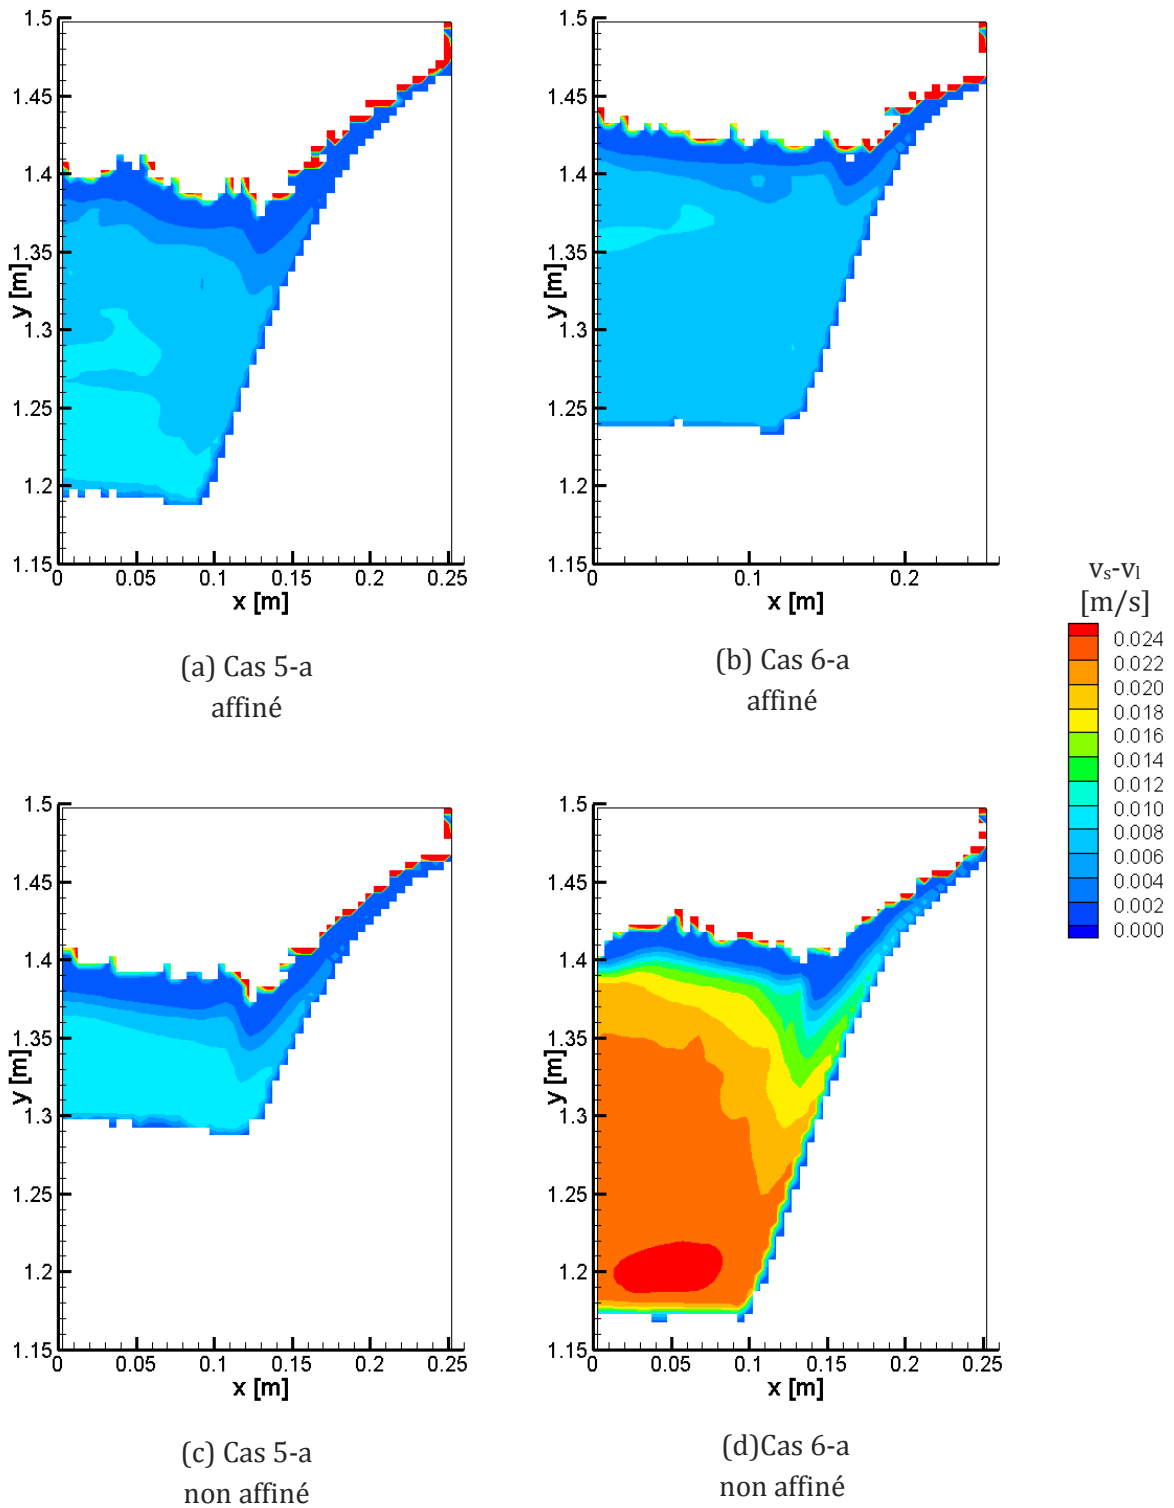 1.5
1.45
1.4
1.35
1.3
1.25
1.2
1.15
y [m]
0 0.05 0.1 0.15 0.2 0.25
x [m]
(a) Cas 5-a
affiné
1.5
1.45
1.4
1.35
1.3
1.25
1.2
1.15
y [m]
0 0.1 0.2
x [m]
(b) Cas 6-a
affiné
vs-vl
[m/s]
0.024
0.022
0.020
0.018
0.016
0.014
0.010
0.008
0.006
0.004
0.002
0.000
1.5
1.45
1.4
1.35
1.3
1.25
1.2
1.15
y [m]
0 0.05 0.1 0.15 0.2 0.25
x [m]
(c) Cas 5-a
non affiné
1.5
1.45
1.4
1.35
1.3
1.25
1.2
1.15
y [m]
0 0.05 0.1 0.15 0.2 0.25
x [m]
(d)Cas 6-a
non affiné